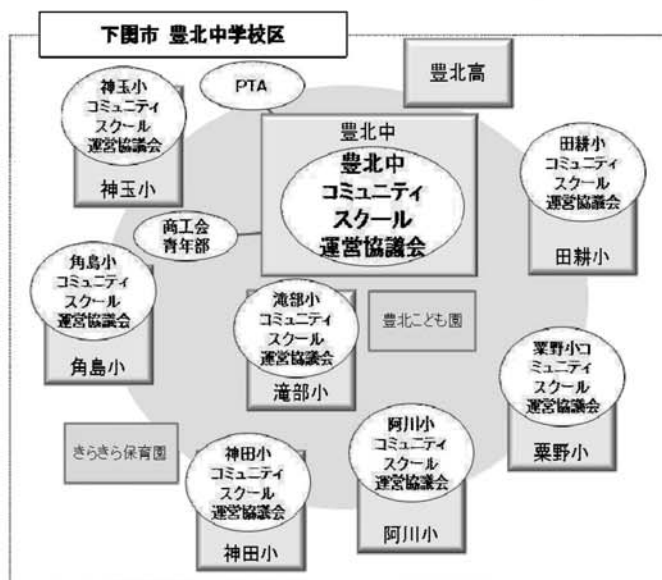 下関市 豊北中学校区
神玉小
コミュニティ
スクール
運営協議会
神玉小
PTA
豊北高
豊北中
豊北中
コミュニティ
スクール
運営協議会
田耕小
コミュニティ
スクール
運営協議会
田耕小
商工会
青年部
角島小
コミュニティ
スクール
運営協議会
角島小
滝部小
コミュニティ
スクール
運営協議会
滝部小
豊北こども園
粟野小コ
ミュニティ
スクール
運営協議会
粟野小
きらきら保育園
神田小
コミュニティ
スクール
運営協議会
神田小
阿川小
コミュニティ
スクール
運営協議会
阿川小